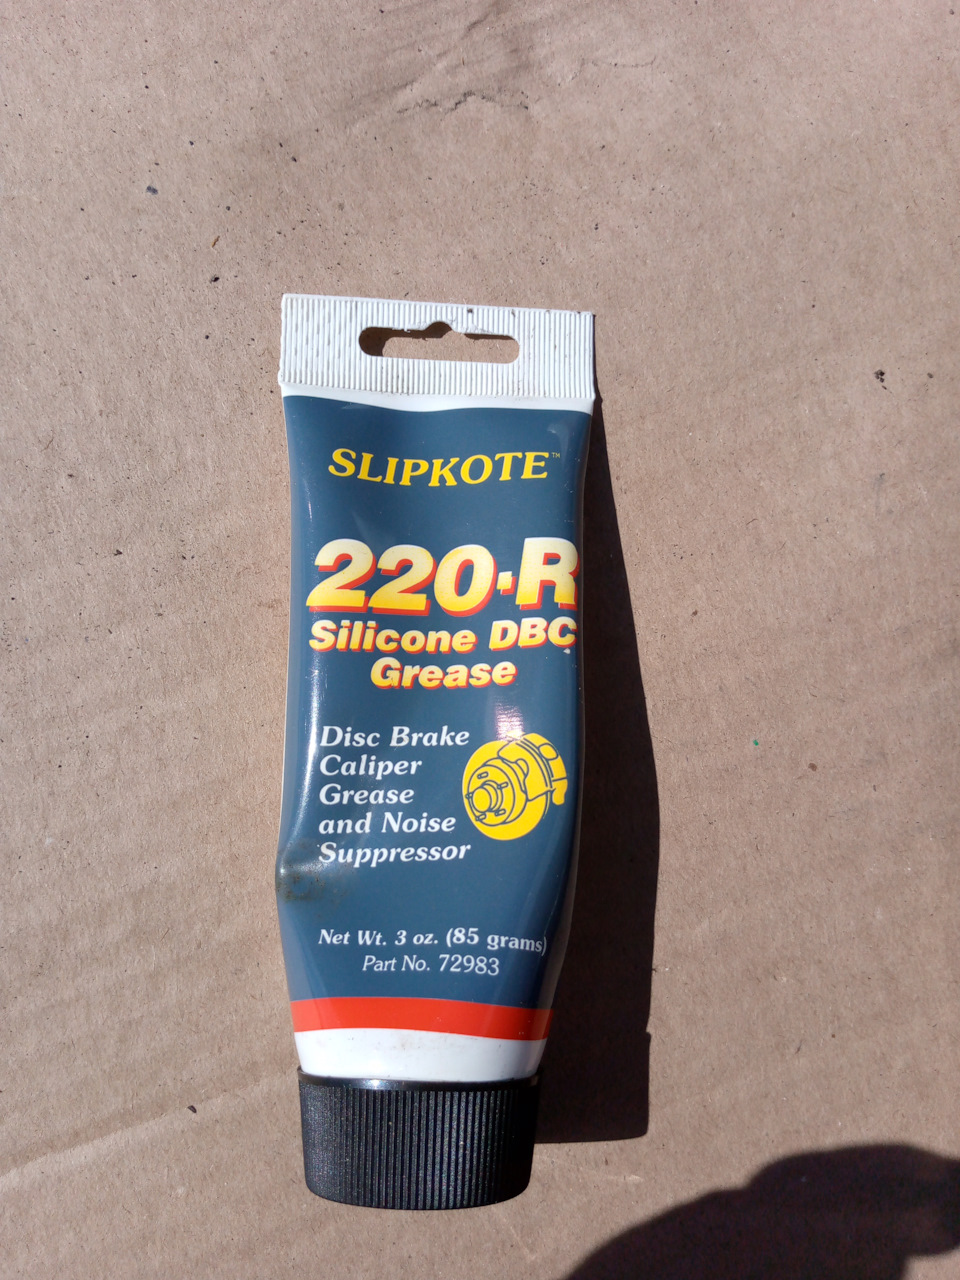 SLIPKOTE™
220-R
Silicone DBC
Grease
Disc Brake
Caliper
Grease
and Noise
Suppressor
Net Wt. 3 oz. (85 grams)
Part No. 72983